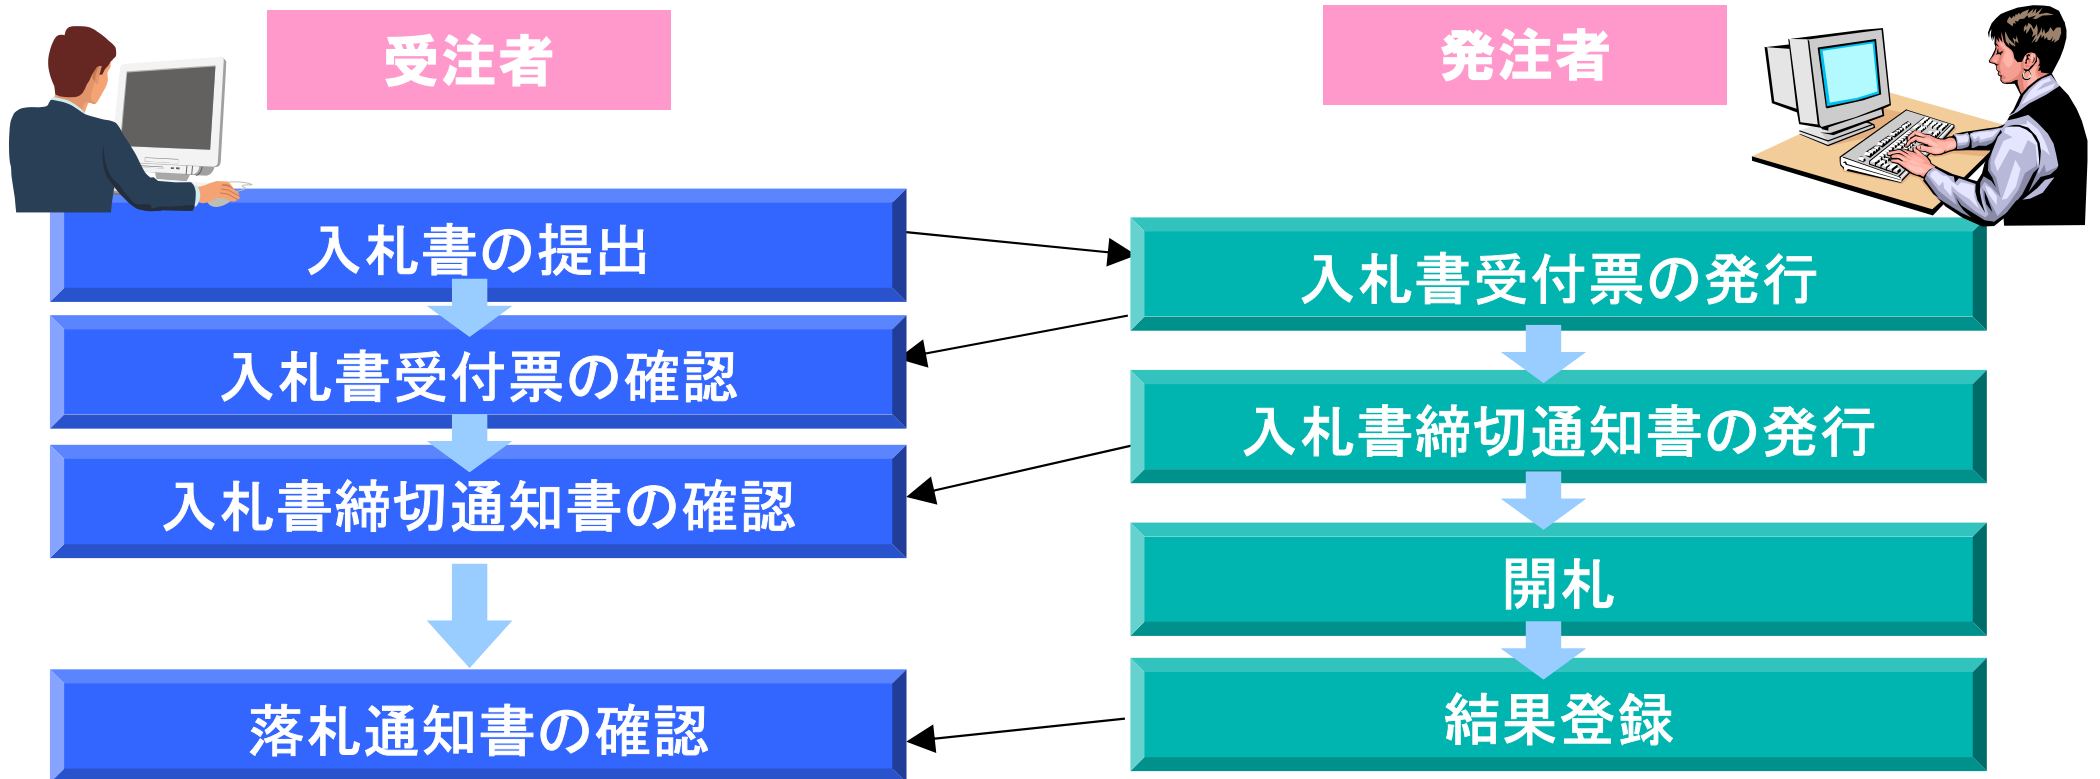 受注者
発注者
入札書の提出
入札書受付票の確認
入札書締切通知書の確認
落札通知書の確認
入札書受付票の発行
入札書締切通知書の発行
開札
結果登録